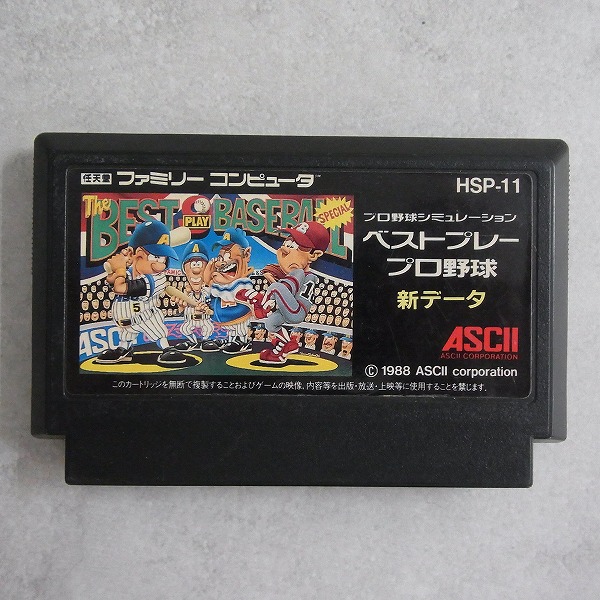 任天堂 ファミリー コンピュータ™
HSP-11
The BEST PLAY BASEBALL
SPECIAL
プロ野球シミュレーション
ベストプレー
プロ野球
新データ
5
ASCII
ASCII
ASCII CORPORATION
© 1988 ASCII corporation
このカートリッジを無断で複製することおよびゲームの映像、内容等を出版・放送・上映等に使用することを禁じます。